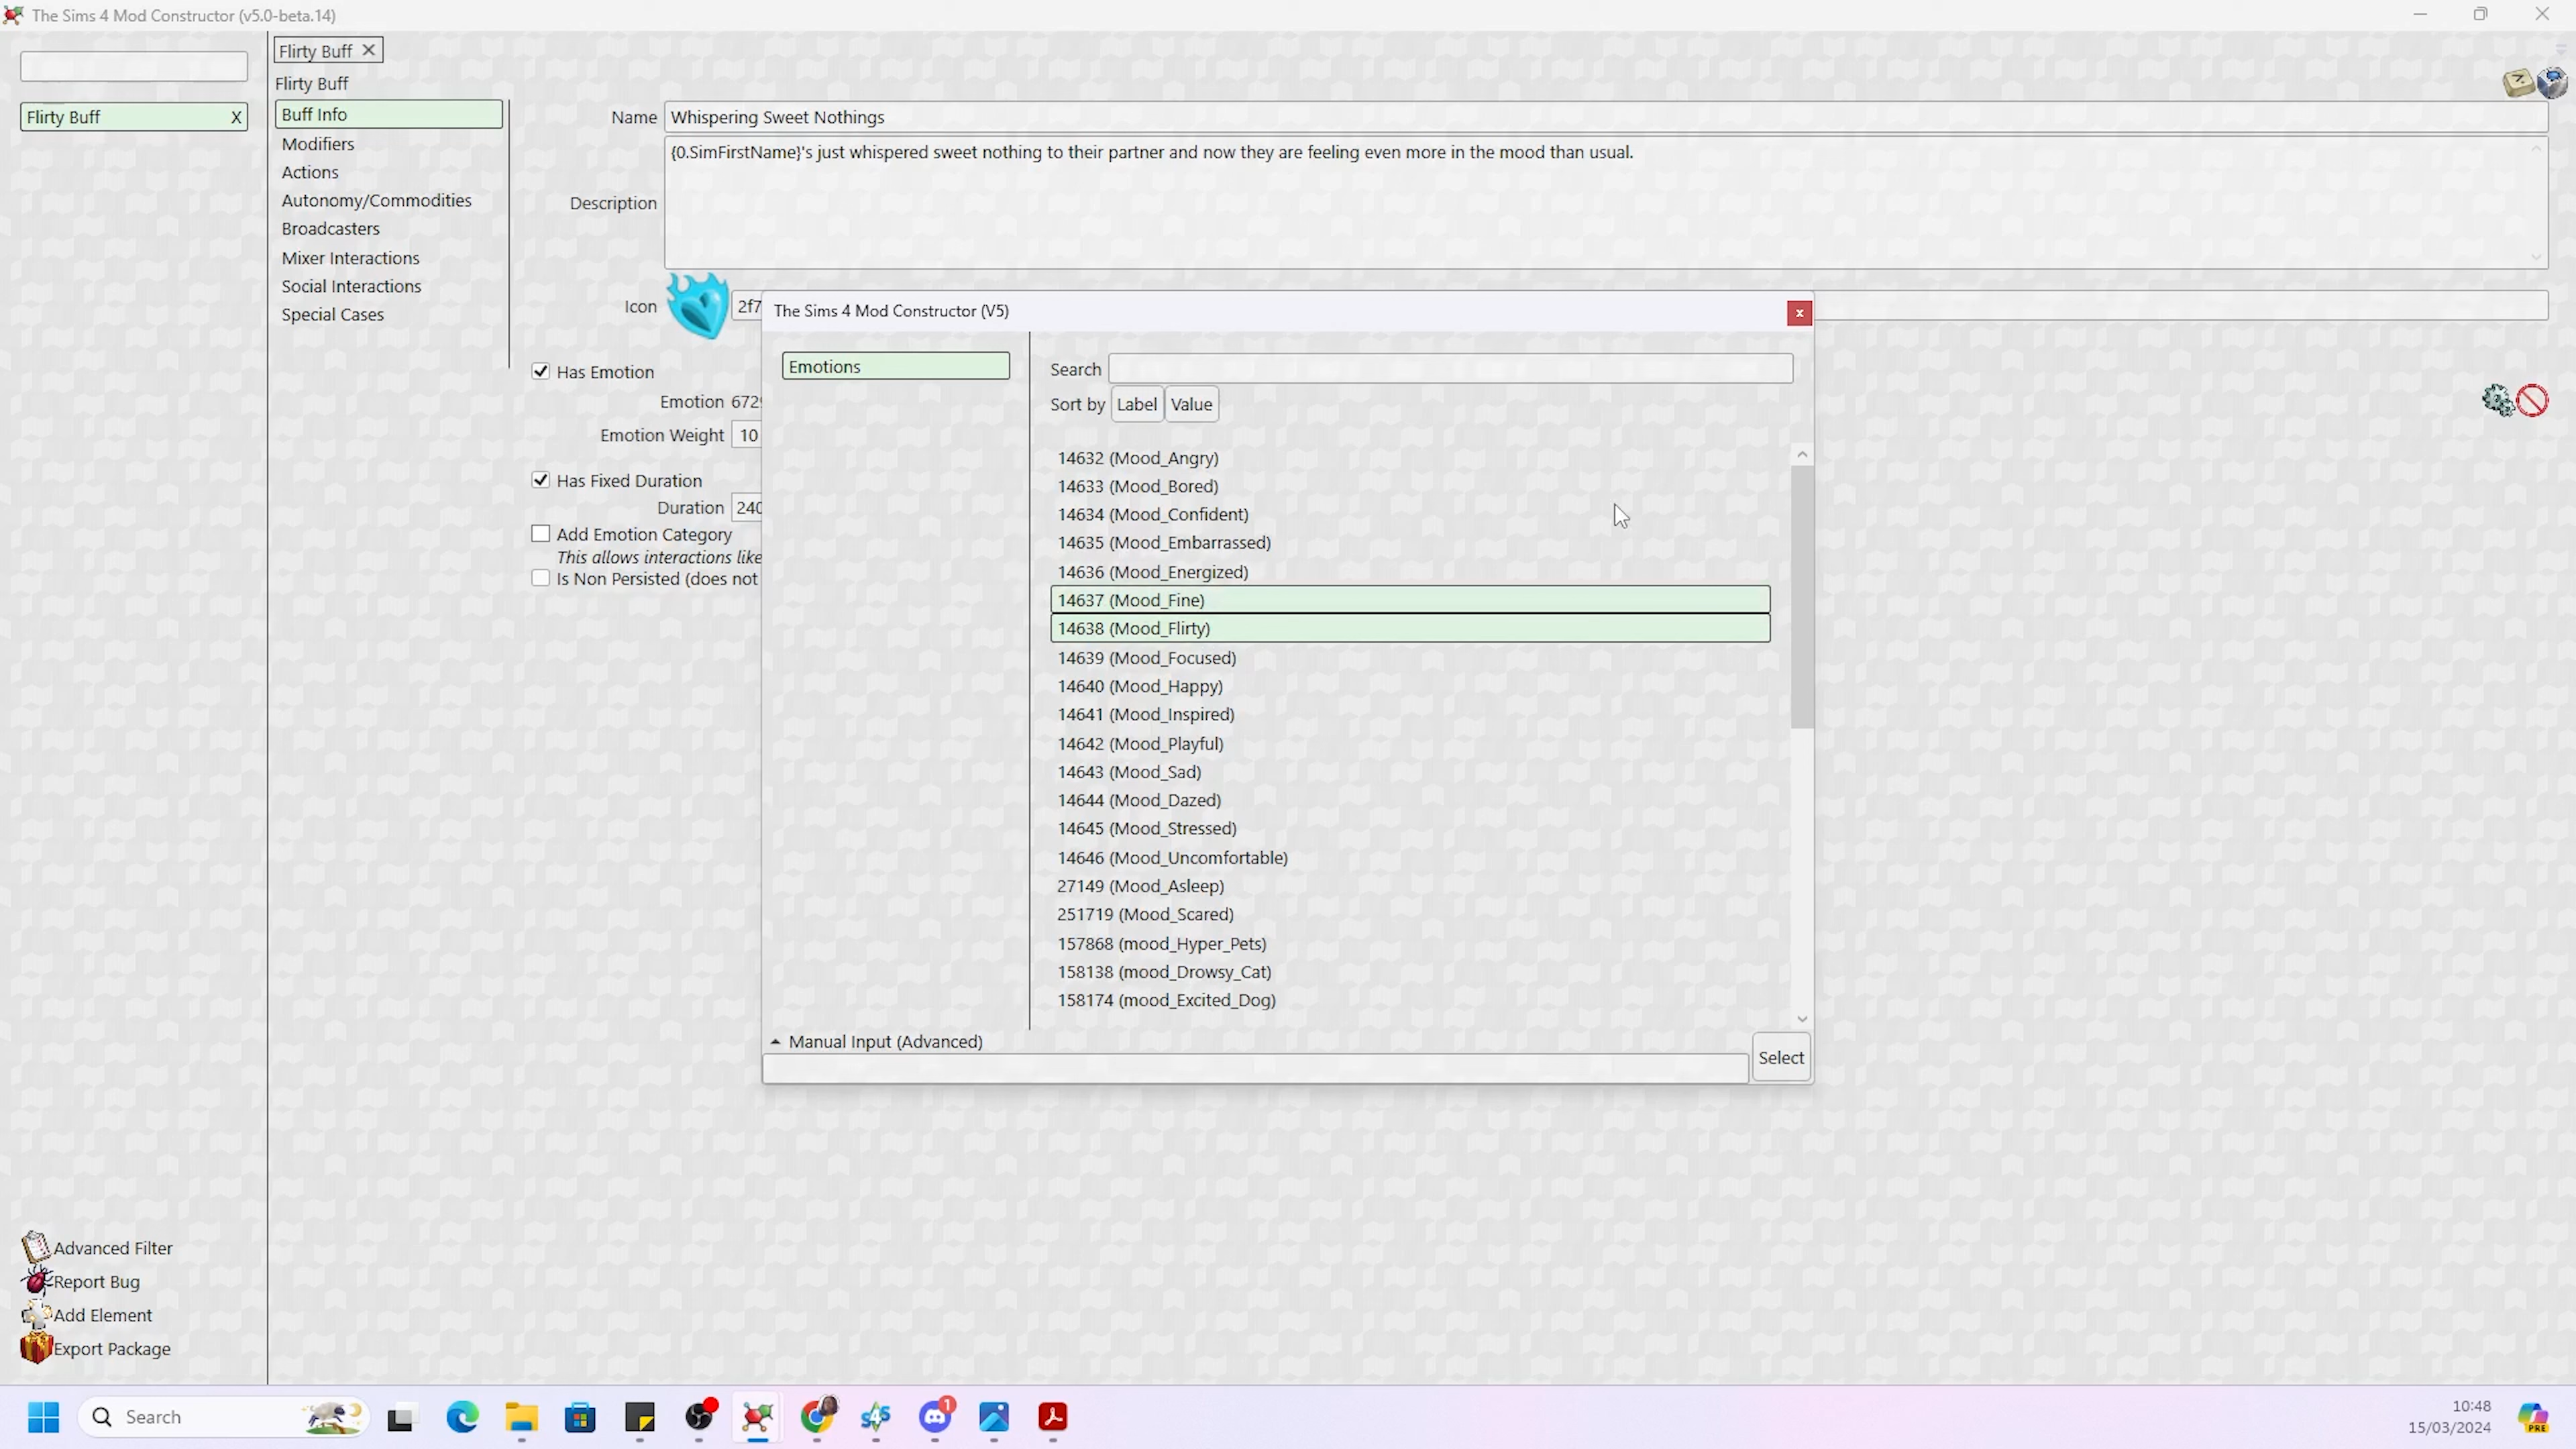 The Sims 4 Mod Constructor (v5.0-beta.14)
Flirty Buff X
Flirty Buff
Flirty Buff X
Buff Info
Modifiers
Actions
Autonomy/Commodities
Broadcasters
Mixer Interactions
Social Interactions
Special Cases
Name Whispering Sweet Nothings
Description {0.SimFirstName}'s just whispered sweet nothing to their partner and now they are feeling even more in the mood than usual.
Icon 2f7
Has Emotion
Emotion 6729
Emotion Weight 10
Has Fixed Duration
Duration 240
Add Emotion Category
This allows interactions like
Is Non Persisted (does not
The Sims 4 Mod Constructor (V5) x
Emotions
Search
Sort by Label Value
14632 (Mood_Angry)
14633 (Mood_Bored)
14634 (Mood_Confident)
14635 (Mood_Embarrassed)
14636 (Mood_Energized)
14637 (Mood_Fine)
14638 (Mood_Flirty)
14639 (Mood_Focused)
14640 (Mood_Happy)
14641 (Mood_Inspired)
14642 (Mood_Playful)
14643 (Mood_Sad)
14644 (Mood_Dazed)
14645 (Mood_Stressed)
14646 (Mood_Uncomfortable)
27149 (Mood_Asleep)
251719 (Mood_Scared)
157868 (mood_Hyper_Pets)
158138 (mood_Drowsy_Cat)
158174 (mood_Excited_Dog)
Manual Input (Advanced)
Select
Advanced Filter
Report Bug
Add Element
Export Package
Search
S4S
1
10:48
15/03/2024
PRE